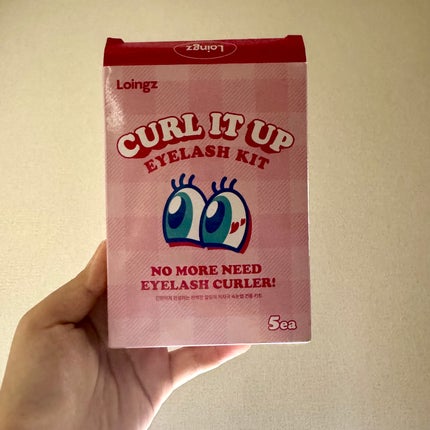 Loingz
Loingz
CURL IT UP
EYELASH KIT
NO MORE NEED
EYELASH CURLER!
5ea